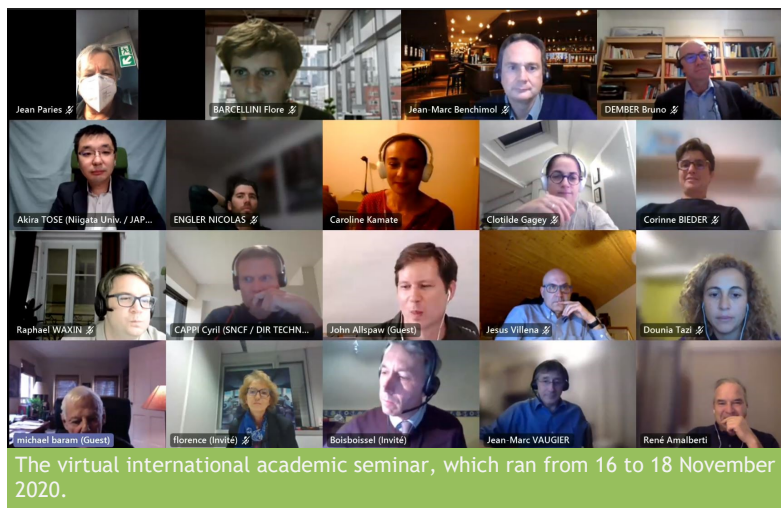 Jean Paries
BARCELLINI Flore
Jean-Marc Benchimol
DEMBER Bruno
Akira TOSE (Niigata Univ. / JAP...
ENGLER NICOLAS
Caroline Kamate
Clotilde Gagey
Corinne BIEDER
Raphael WAXIN
CAPPI Cyril (SNCF / DIR TECHN...
John Allspaw (Guest)
Jesus Villena
Dounia Tazi
michael baram (Guest)
florence (Invité)
Boisboissel (Invité)
Jean-Marc VAUGIER
René Amalberti
The virtual international academic seminar, which ran from 16 to 18 November
2020.